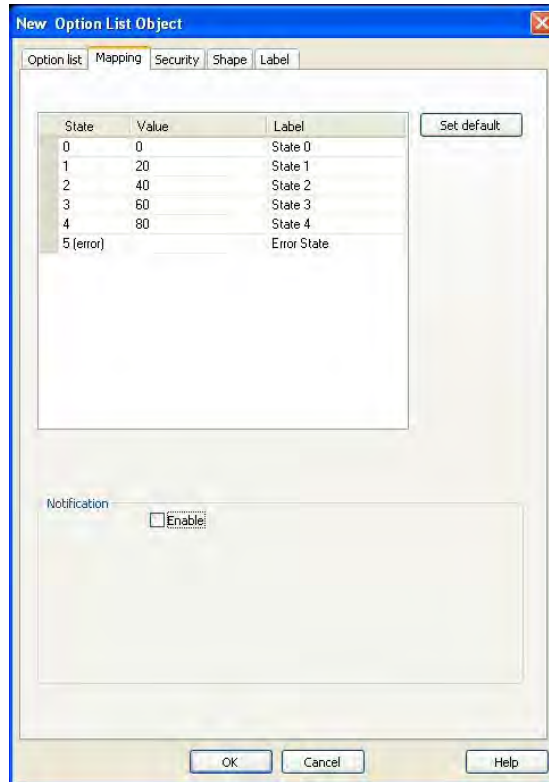 New Option List Object
Option list Mapping Security Shape Label
State Value Label
Set default
0 0 State 0
1 20 State 1
2 40 State 2
3 60 State 3
4 80 State 4
5 (error) Error State
Notification
Enable
OK Cancel Help